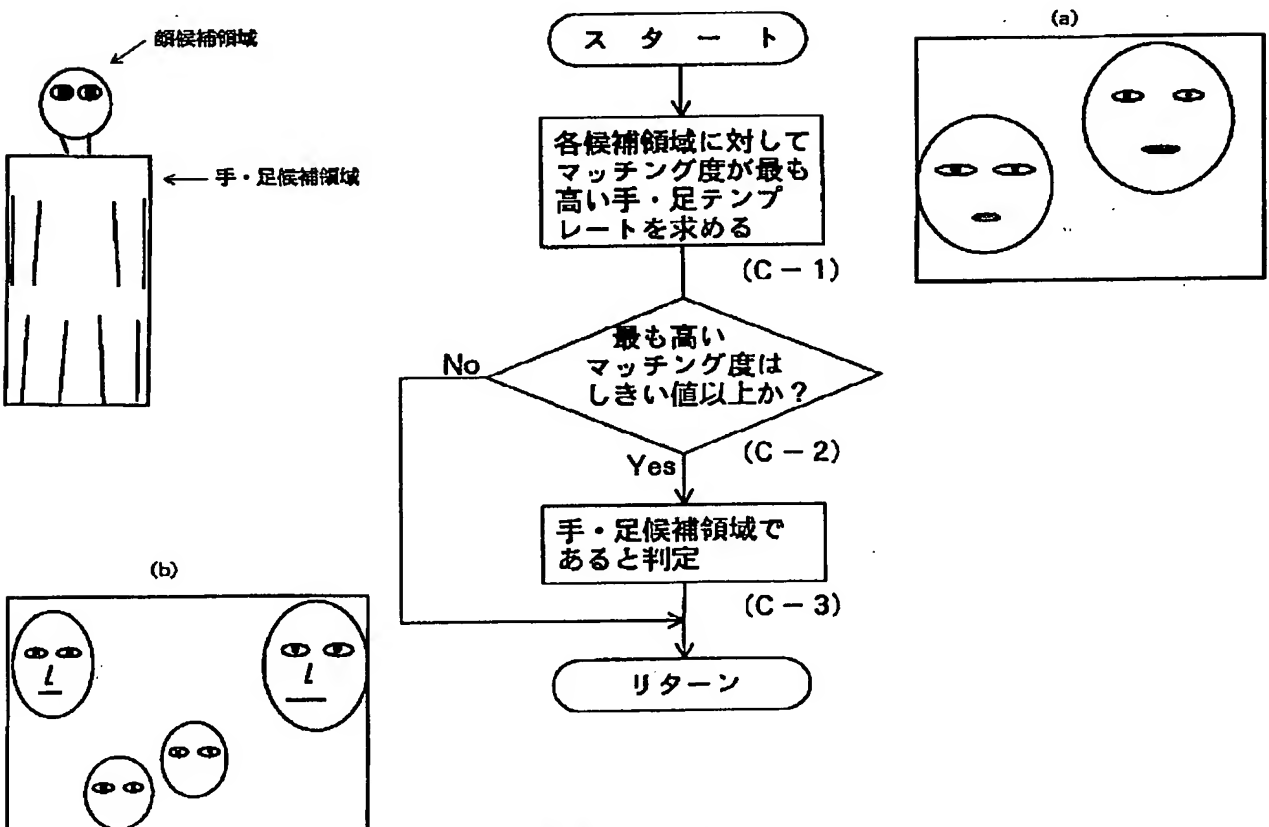 顔候補領域
手・足候補領域
スタート
各候補領域に対して
マッチング度が最も
高い手・足テンプ
レートを求める
(C-1)
最も高い
マッチング度は
しきい値以上か?
No
(C-2)
Yes
手・足候補領域で
あると判定
(C-3)
リターン
(a)
(b)